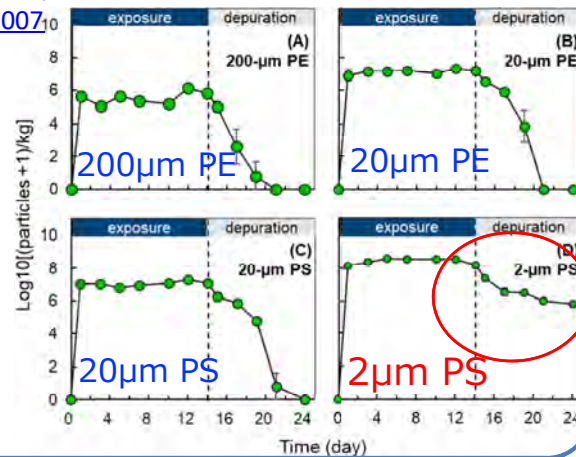 007
exposure depuration
(A)
200-μm PE
200μm PE
10
8
6
4
2
0
exposure depuration
(B)
20-μm PE
20μm PE
Log10[(particles+1)/kg]
exposure depuration
(C)
20-μm PS
20μm PS
10
8
6
4
2
0
0 4 8 12 16 20 24
exposure depuration
(D)
2-μm PS
2μm PS
0 4 8 12 16 20 24
Time (day)